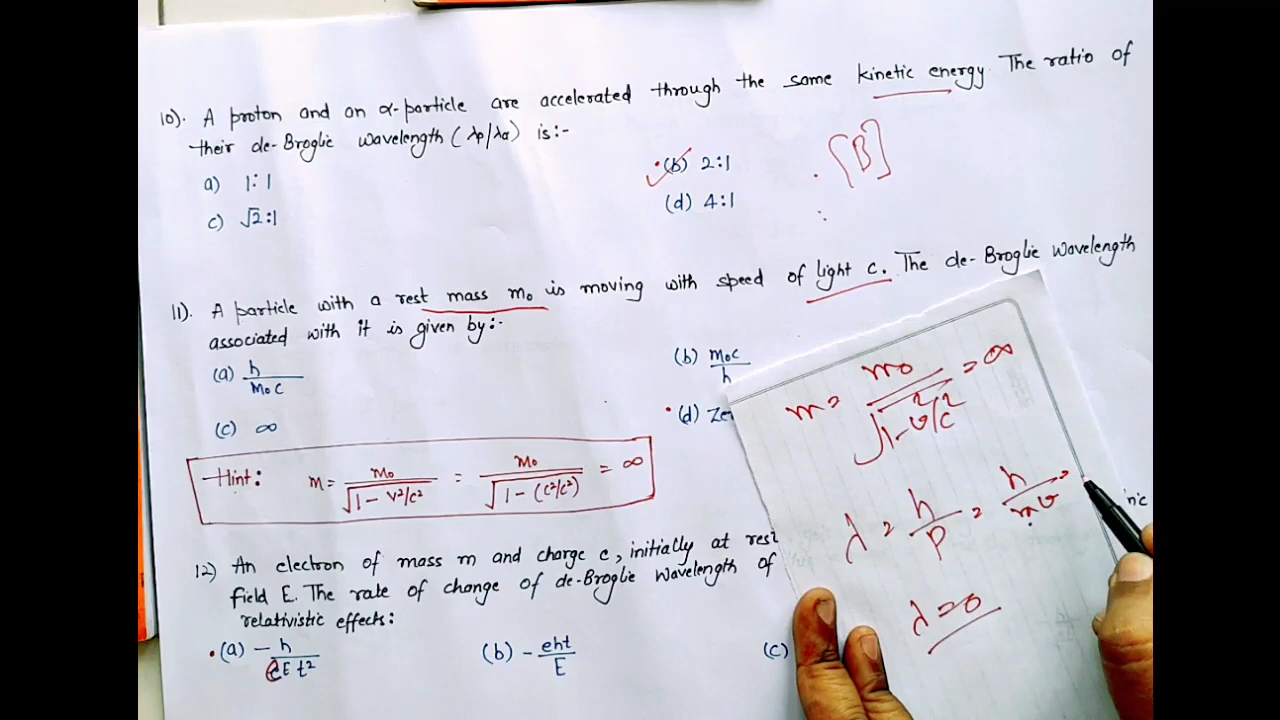 10). A proton and an α-particle are accelerated through the same kinetic energy. The ratio of
their de-Broglie wavelength (λp/λα) is:-
a) 1:1
(b) 2:1
[B]
c) √2:1
(d) 4:1
11). A particle with a rest mass m₀ is moving with speed of light c. The de-Broglie Wavelength
associated with it is given by:-
(a) h/M₀C
(b) M₀C/h
(c) ∞
(d)
Hint: m = M₀/√(1 - V²/c²) = M₀/√(1 - (C²/C²)) = ∞
m = m₀/√(1-v²/c²) = ∞
λ = h/p = h/mv
λ = 0
12) An electron of mass m and charge e, initially at rest
field E. The rate of change of de-Broglie Wavelength of
relativistic effects:
(a) - h/eEt²
(b) - eht/E
(c)